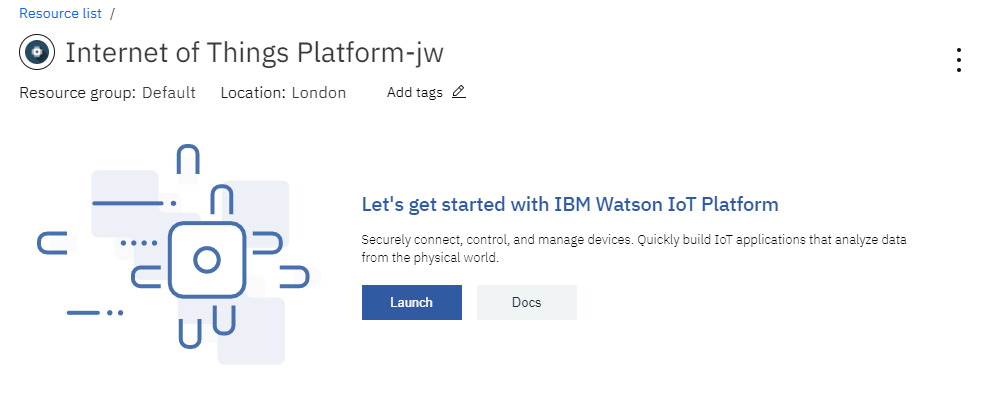 Resource list /
Internet of Things Platform-jw
Resource group: Default Location: London Add tags
Let's get started with IBM Watson IoT Platform
Securely connect, control, and manage devices. Quickly build IoT applications that analyze data
from the physical world.
Launch Docs